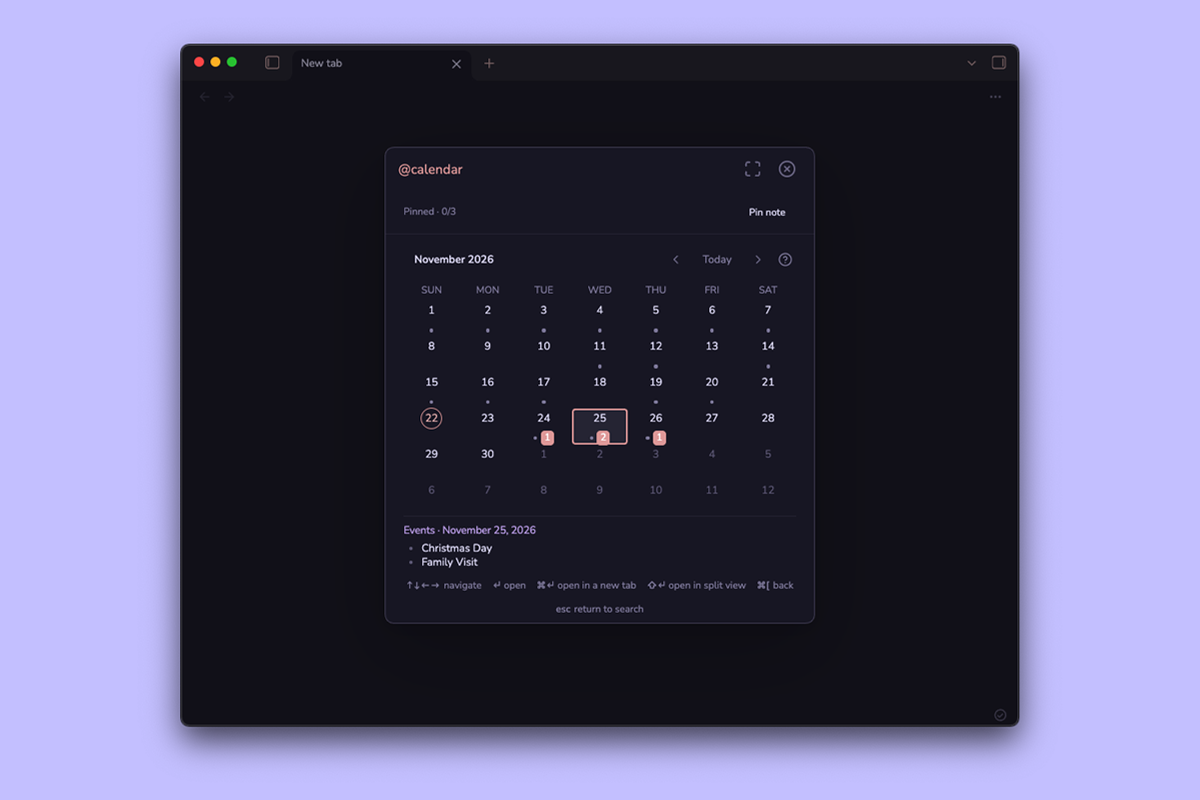 New tab
@calendar
Pinned · 0/3 Pin note
November 2026 Today
SUN MON TUE WED THU FRI SAT
1 2 3 4 5 6 7
8 9 10 11 12 13 14
15 16 17 18 19 20 21
22 23 24 25 26 27 28
1 2 1
29 30 1 2 3 4 5
6 7 8 9 10 11 12
Events · November 25, 2026
Christmas Day
Family Visit
↑↓←→ navigate ↵ open ⌘↵ open in a new tab ⇧↵ open in split view ⌘[ back
esc return to search